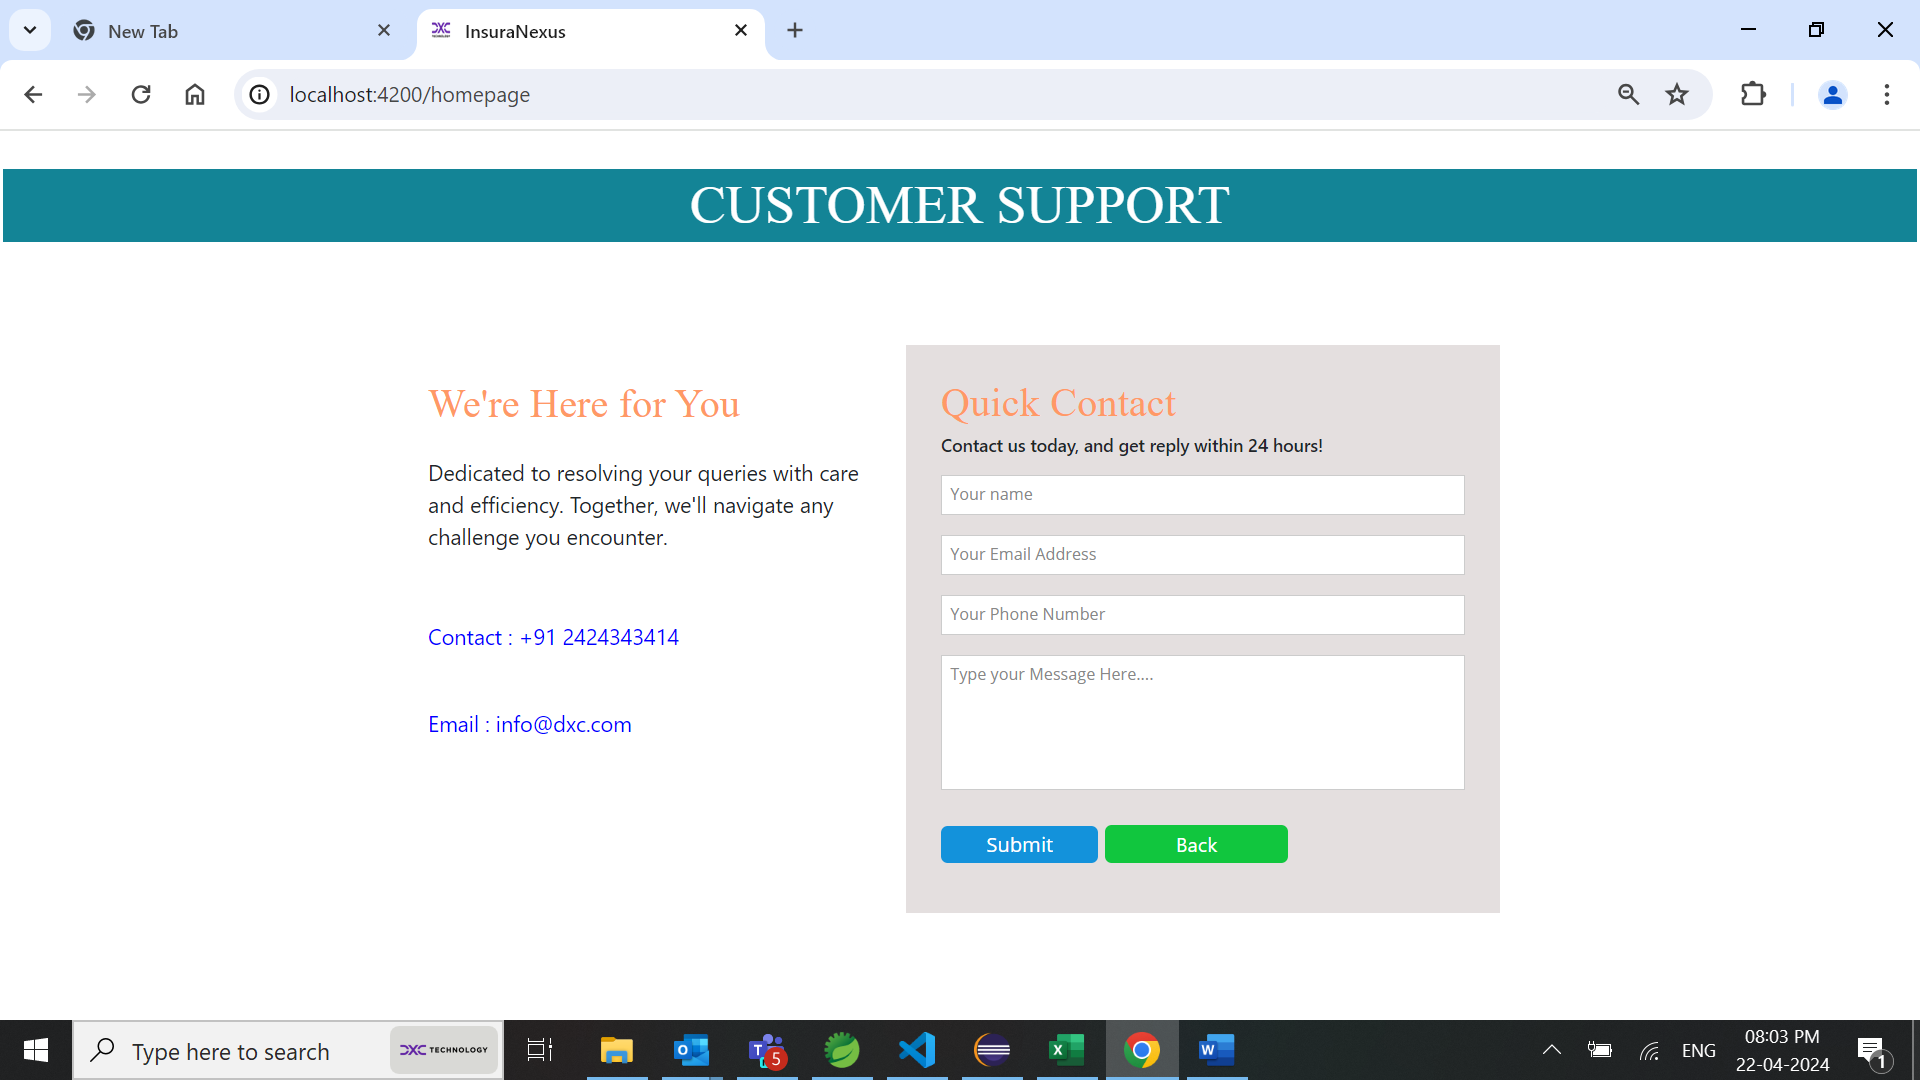 New Tab
InsuraNexus
localhost:4200/homepage
CUSTOMER SUPPORT
We're Here for You
Dedicated to resolving your queries with care
and efficiency. Together, we'll navigate any
challenge you encounter.
Contact : +91 2424343414
Email : info@dxc.com
Quick Contact
Contact us today, and get reply within 24 hours!
Your name
Your Email Address
Your Phone Number
Type your Message Here....
Submit
Back
Type here to search
DXC TECHNOLOGY
5
ENG
08:03 PM
22-04-2024
1